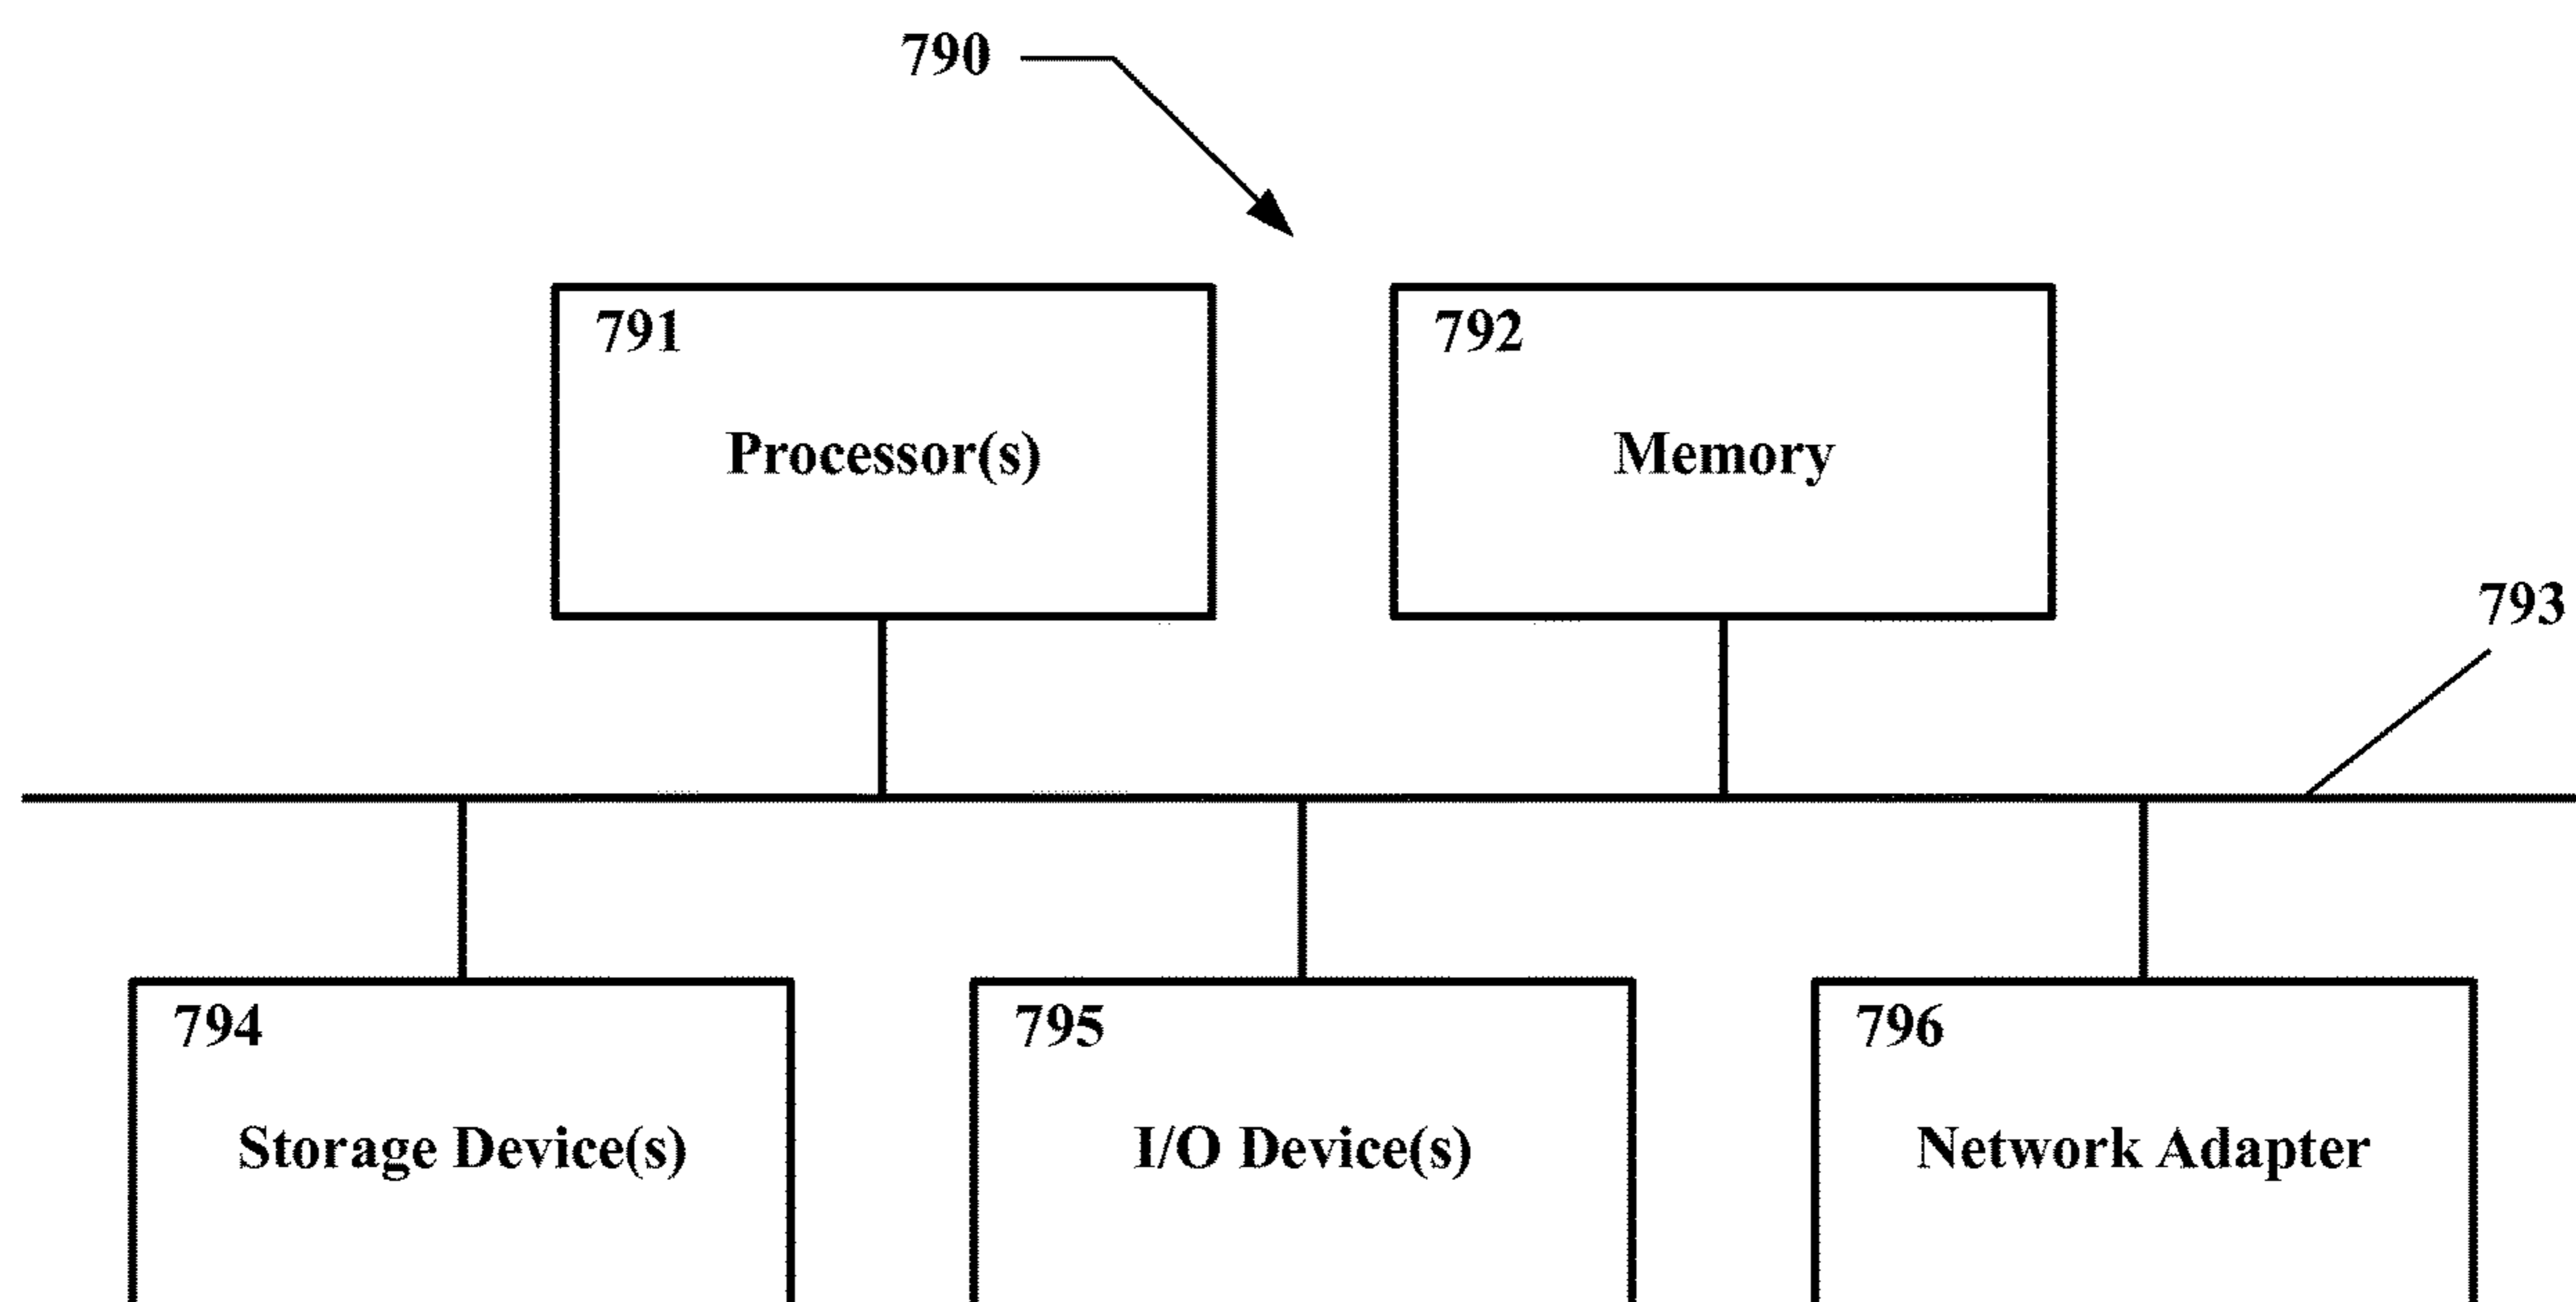 790
791
Processor(s)
792
Memory
793
794
Storage Device(s)
795
I/O Device(s)
796
Network Adapter